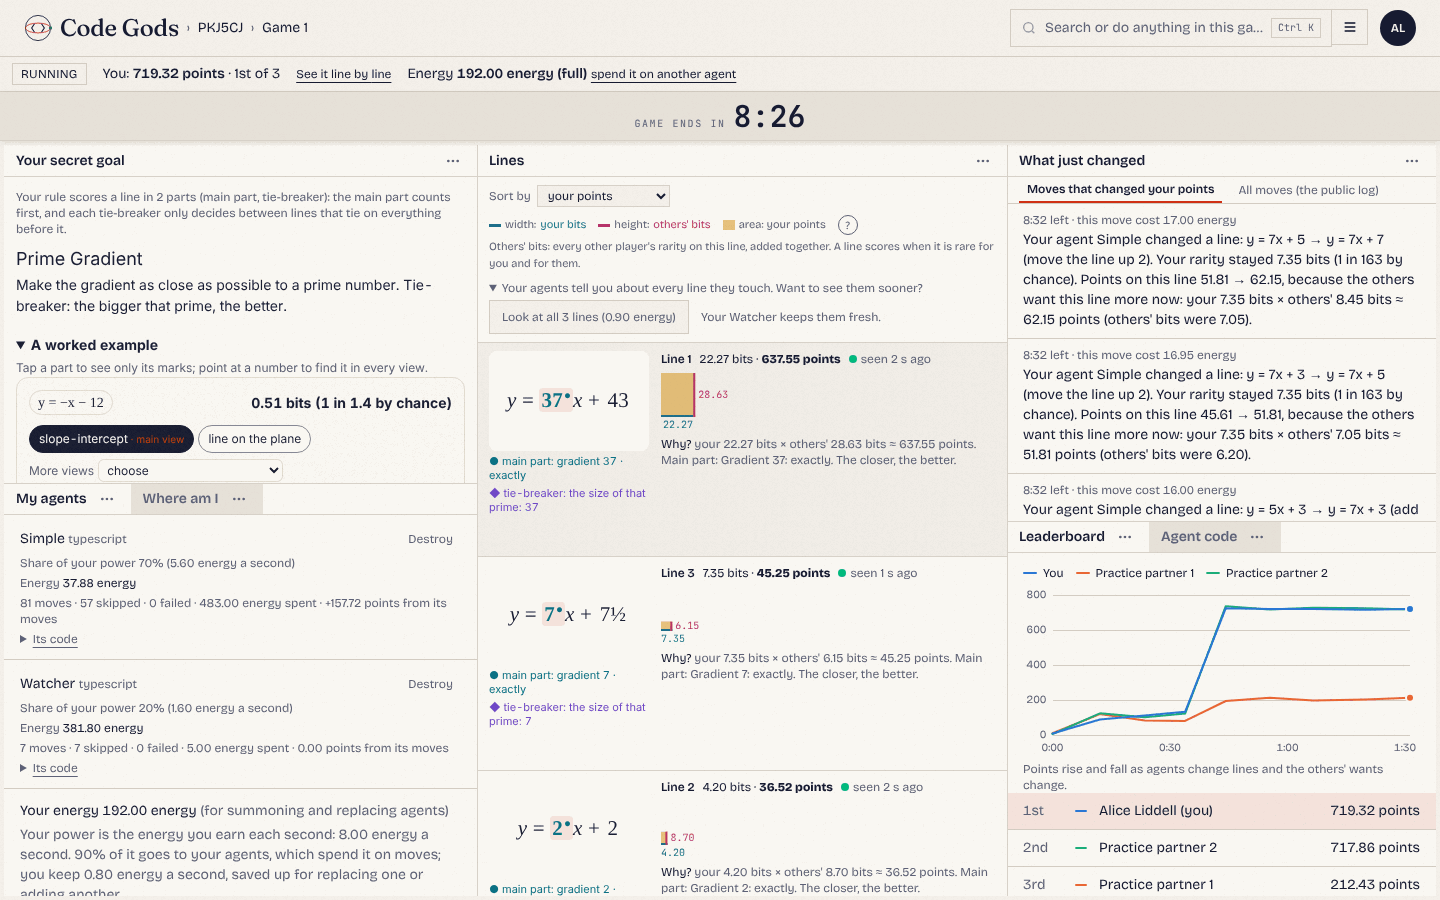 Code Gods › PKJ5CJ › Game 1
Search or do anything in this ga... Ctrl K ☰ AL
RUNNING You: 719.32 points · 1st of 3 See it line by line Energy 192.00 energy (full) spend it on another agent
GAME ENDS IN 8:26
Your secret goal ···
Your rule scores a line in 2 parts (main part, tie-breaker): the main part counts
first, and each tie-breaker only decides between lines that tie on everything
before it.
Prime Gradient
Make the gradient as close as possible to a prime number. Tie-
breaker: the bigger that prime, the better.
▼ A worked example
Tap a part to see only its marks; point at a number to find it in every view.
y = −x − 12 0.51 bits (1 in 1.4 by chance)
slope-intercept · main view line on the plane
More views choose
My agents ··· Where am I ···
Simple typescript Destroy
Share of your power 70% (5.60 energy a second)
Energy 37.88 energy
81 moves · 57 skipped · 0 failed · 483.00 energy spent · +157.72 points from its
moves
▶ Its code
Watcher typescript Destroy
Share of your power 20% (1.60 energy a second)
Energy 381.80 energy
7 moves · 7 skipped · 0 failed · 5.00 energy spent · 0.00 points from its moves
▶ Its code
Your energy 192.00 energy (for summoning and replacing agents)
Your power is the energy you earn each second: 8.00 energy a
second. 90% of it goes to your agents, which spend it on moves;
you keep 0.80 energy a second, saved up for replacing one or
adding another.
Lines ···
Sort by your points
width: your bits height: others' bits area: your points ?
Others' bits: every other player's rarity on this line, added together. A line scores when it is rare for
you and for them.
▼ Your agents tell you about every line they touch. Want to see them sooner?
Look at all 3 lines (0.90 energy) Your Watcher keeps them fresh.
Line 1 22.27 bits · 637.55 points seen 2 s ago
y = 37x + 43
28.63
22.27
Why? your 22.27 bits × others' 28.63 bits ≈ 637.55 points.
Main part: Gradient 37: exactly. The closer, the better.
● main part: gradient 37 ·
exactly
◆ tie-breaker: the size of that
prime: 37
Line 3 7.35 bits · 45.25 points seen 1 s ago
y = 7x + 7½
6.15
7.35
Why? your 7.35 bits × others' 6.15 bits ≈ 45.25 points. Main
part: Gradient 7: exactly. The closer, the better.
● main part: gradient 7 ·
exactly
◆ tie-breaker: the size of that
prime: 7
Line 2 4.20 bits · 36.52 points seen 2 s ago
y = 2x + 2
8.70
4.20
Why? your 4.20 bits × others' 8.70 bits ≈ 36.52 points. Main
part: Gradient 2: exactly. The closer, the better.
● main part: gradient 2 ·
What just changed ···
Moves that changed your points All moves (the public log)
8:32 left · this move cost 17.00 energy
Your agent Simple changed a line: y = 7x + 5 → y = 7x + 7
(move the line up 2). Your rarity stayed 7.35 bits (1 in 163 by
chance). Points on this line 51.81 → 62.15, because the others
want this line more now: your 7.35 bits × others' 8.45 bits ≈
62.15 points (others' bits were 7.05).
8:32 left · this move cost 16.95 energy
Your agent Simple changed a line: y = 7x + 3 → y = 7x + 5
(move the line up 2). Your rarity stayed 7.35 bits (1 in 163 by
chance). Points on this line 45.61 → 51.81, because the others
want this line more now: your 7.35 bits × others' 7.05 bits ≈
51.81 points (others' bits were 6.20).
8:32 left · this move cost 16.00 energy
Your agent Simple changed a line: y = 5x + 3 → y = 7x + 3 (add
Leaderboard ··· Agent code ···
You Practice partner 1 Practice partner 2
800
600
400
200
0
0:00 0:30 1:00 1:30
Points rise and fall as agents change lines and the others' wants
change.
1st Alice Liddell (you) 719.32 points
2nd Practice partner 2 717.86 points
3rd Practice partner 1 212.43 points